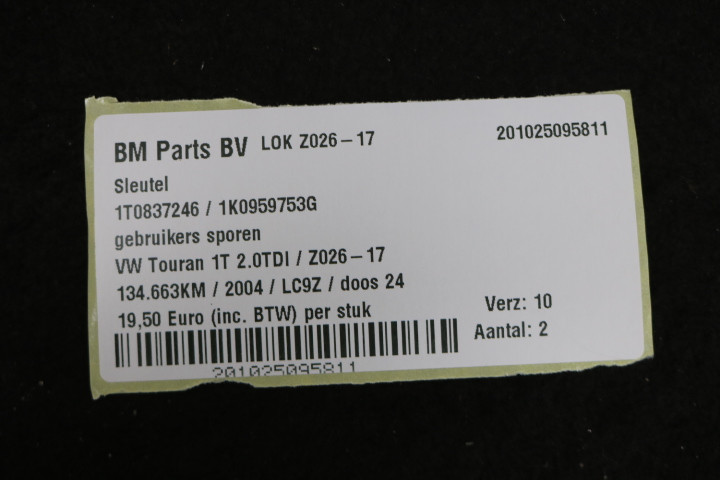 BM Parts BV LOK Z026-17 201025095811
Sleutel
1T0837246 / 1K0959753G
gebruikers sporen
VW Touran 1T 2.0TDI / Z026-17
134.663KM / 2004 / LC9Z / doos 24
19,50 Euro (inc. BTW) per stuk Verz: 10
Aantal: 2
201025095811